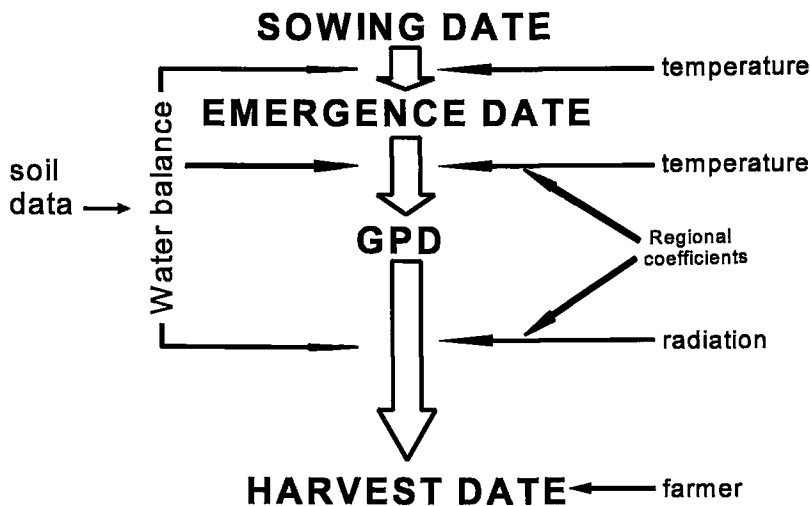 SOWING DATE
temperature
EMERGENCE DATE
Water balance
soil
data
temperature
GPD
Regional
coefficients
radiation
HARVEST DATE
farmer